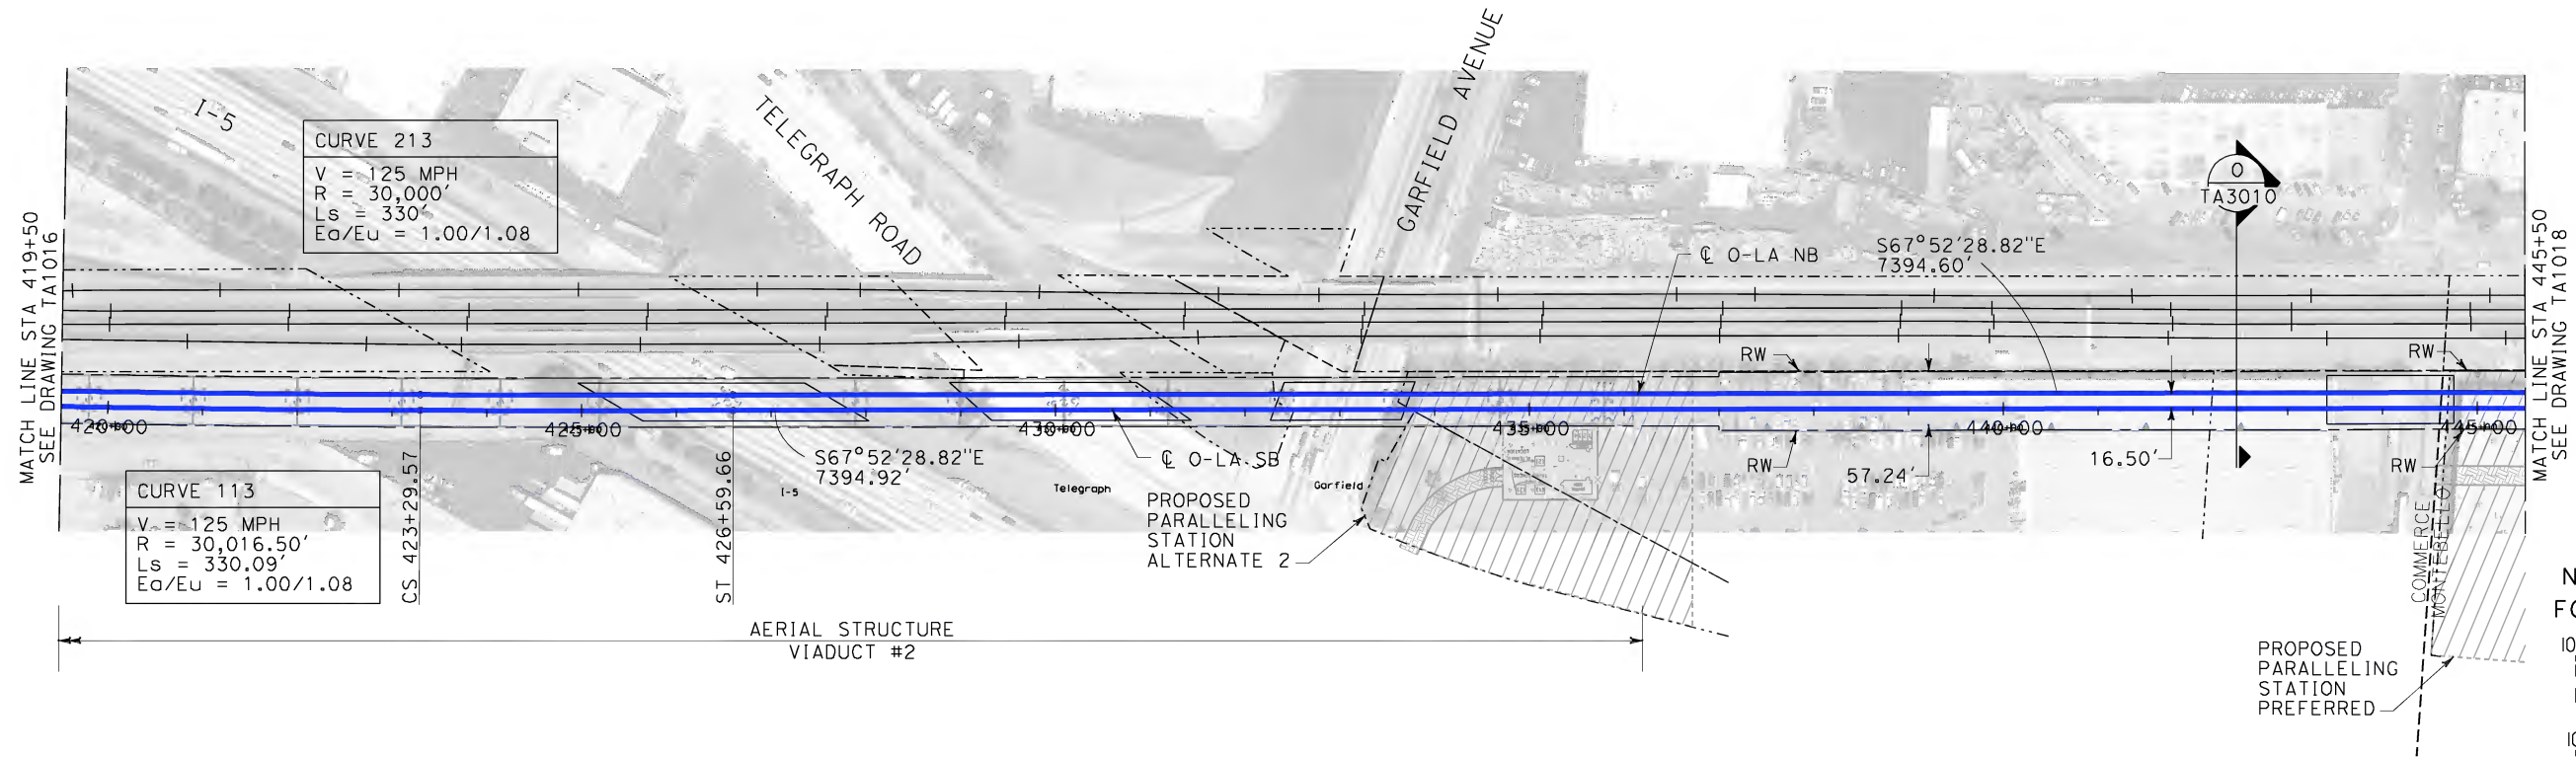 MATCH LINE STA 419+50
SEE DRAWING TA1016
I-5
CURVE 213
V = 125 MPH
R = 30,000'
Ls = 330'
Ea/Eu = 1.00/1.08
TELEGRAPH ROAD
GARFIELD AVENUE
℄ O-LA NB
S67°52'28.82"E
7394.60'
O
TA3010
MATCH LINE STA 445+50
SEE DRAWING TA1018
RW
RW
420+00
425+00
430+00
435+00
440+00
445+00
CURVE 113
V = 125 MPH
R = 30,016.50'
Ls = 330.09'
Ea/Eu = 1.00/1.08
CS 423+29.57
ST 426+59.66
S67°52'28.82"E
7394.92'
I-5
Telegraph
℄ O-LA SB
Garfield
PROPOSED
PARALLELING
STATION
ALTERNATE 2
RW
57.24'
16.50'
RW
COMMERCE
MONTEBELLO
AERIAL STRUCTURE
VIADUCT #2
PROPOSED
PARALLELING
STATION
PREFERRED